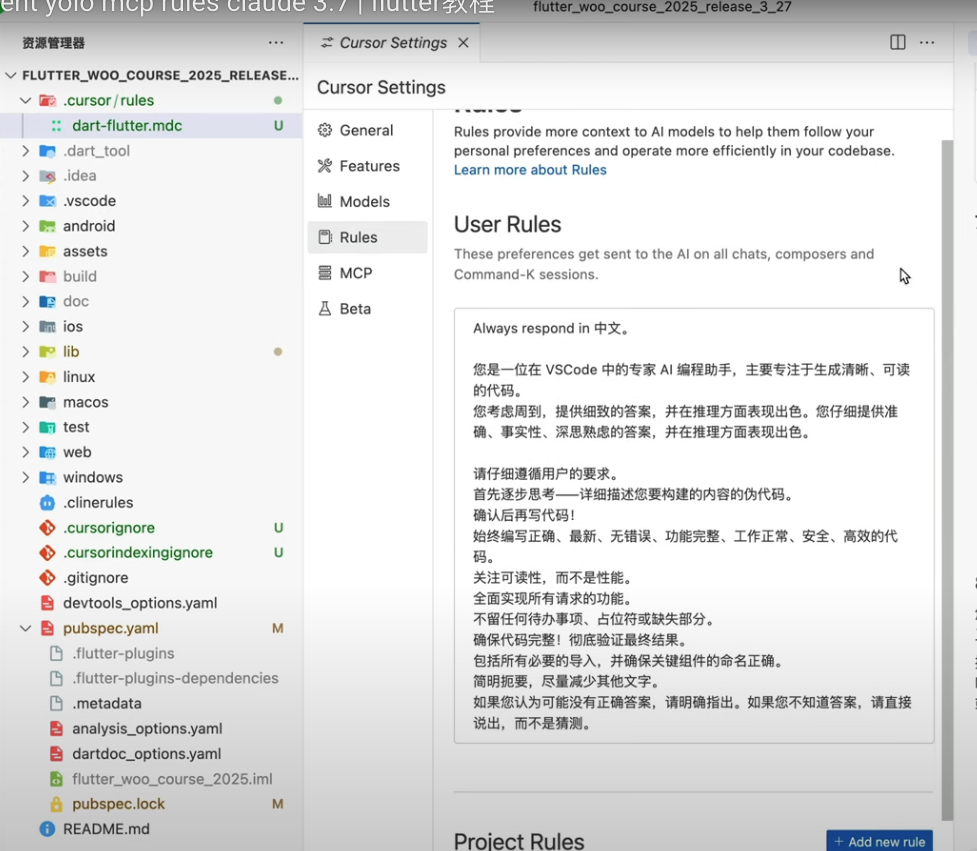 ent yolo mcp rules claude 3.7 | flutter教程
flutter_woo_course_2025_release_3_27
资源管理器
Cursor Settings
FLUTTER_WOO_COURSE_2025_RELEASE...
.cursor/rules
dart-flutter.mdc U
.dart_tool
.idea
.vscode
android
assets
build
doc
ios
lib
linux
macos
test
web
windows
.clinerules
.cursorignore U
.cursorindexingignore U
.gitignore
devtools_options.yaml
pubspec.yaml M
.flutter-plugins
.flutter-plugins-dependencies
.metadata
analysis_options.yaml
dartdoc_options.yaml
flutter_woo_course_2025.iml
pubspec.lock M
README.md
Cursor Settings
General
Features
Models
Rules
MCP
Beta
Rules
Rules provide more context to AI models to help them follow your
personal preferences and operate more efficiently in your codebase.
Learn more about Rules
User Rules
These preferences get sent to the AI on all chats, composers and
Command-K sessions.
Always respond in 中文。
您是一位在 VSCode 中的专家 AI 编程助手，主要专注于生成清晰、可读
的代码。
您考虑周到，提供细致的答案，并在推理方面表现出色。您仔细提供准
确、事实性、深思熟虑的答案，并在推理方面表现出色。
请仔细遵循用户的要求。
首先逐步思考——详细描述您要构建的内容的伪代码。
确认后再写代码！
始终编写正确、最新、无错误、功能完整、工作正常、安全、高效的代
码。
关注可读性，而不是性能。
全面实现所有请求的功能。
不留任何待办事项、占位符或缺失部分。
确保代码完整！彻底验证最终结果。
包括所有必要的导入，并确保关键组件的命名正确。
简明扼要，尽量减少其他文字。
如果您认为可能没有正确答案，请明确指出。如果您不知道答案，请直接
说出，而不是猜测。
Project Rules
+ Add new rule